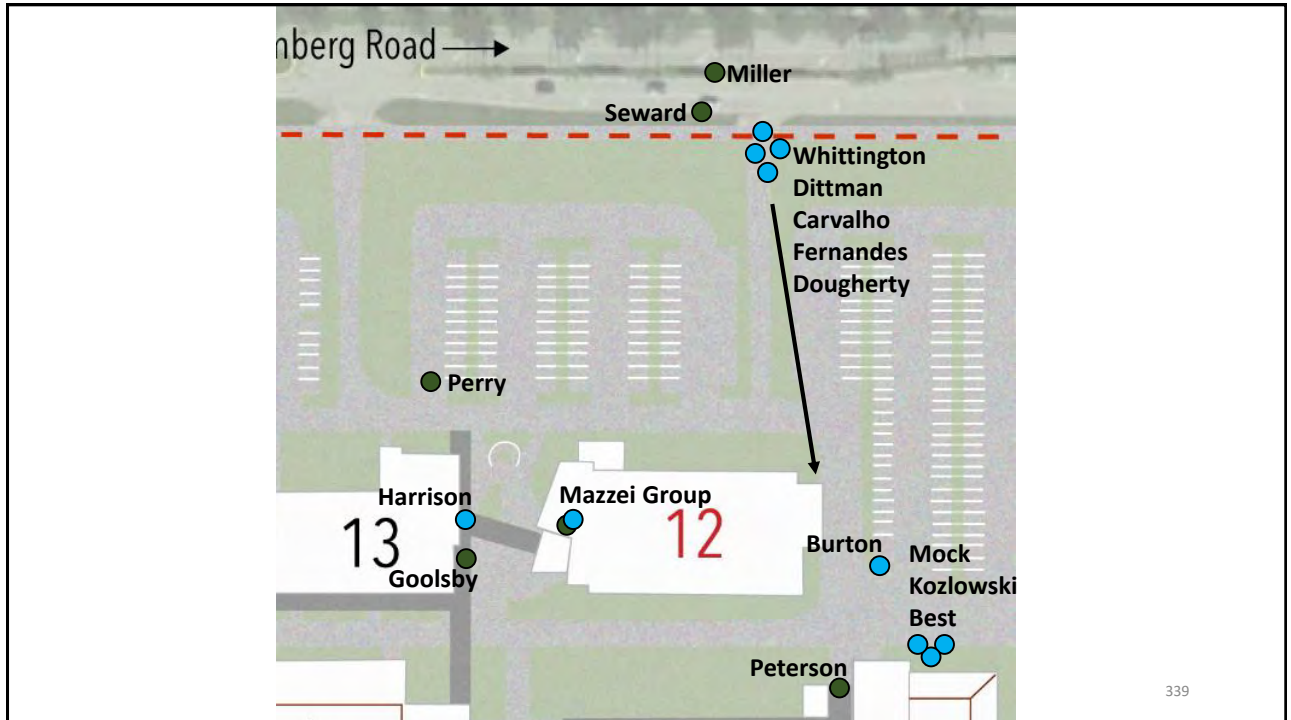 nberg Road
Miller
Seward
Whittington
Dittman
Carvalho
Fernandes
Dougherty
Perry
Harrison
Mazzei Group
13
12
Goolsby
Burton
Mock
Kozlowski
Best
Peterson
339